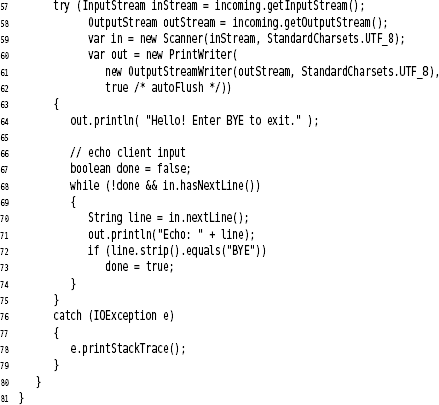 57 try (InputStream inStream = incoming.getInputStream();
58 OutputStream outStream = incoming.getOutputStream();
59 var in = new Scanner(inStream, StandardCharsets.UTF_8);
60 var out = new PrintWriter(
61 new OutputStreamWriter(outStream, StandardCharsets.UTF_8),
62 true /* autoFlush */))
63 {
64 out.println( "Hello! Enter BYE to exit." );
65
66 // echo client input
67 boolean done = false;
68 while (!done && in.hasNextLine())
69 {
70 String line = in.nextLine();
71 out.println("Echo: " + line);
72 if (line.strip().equals("BYE"))
73 done = true;
74 }
75 }
76 catch (IOException e)
77 {
78 e.printStackTrace();
79 }
80 }
81 }